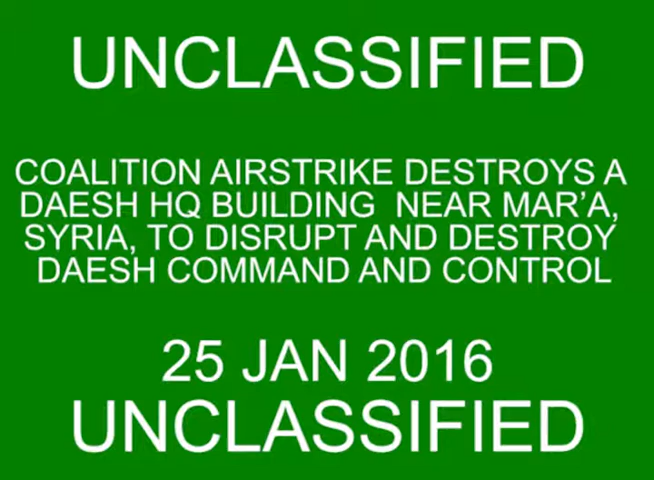 UNCLASSIFIED
COALITION AIRSTRIKE DESTROYS A
DAESH HQ BUILDING  NEAR MAR'A,
SYRIA, TO DISRUPT AND DESTROY
DAESH COMMAND AND CONTROL
25 JAN 2016
UNCLASSIFIED